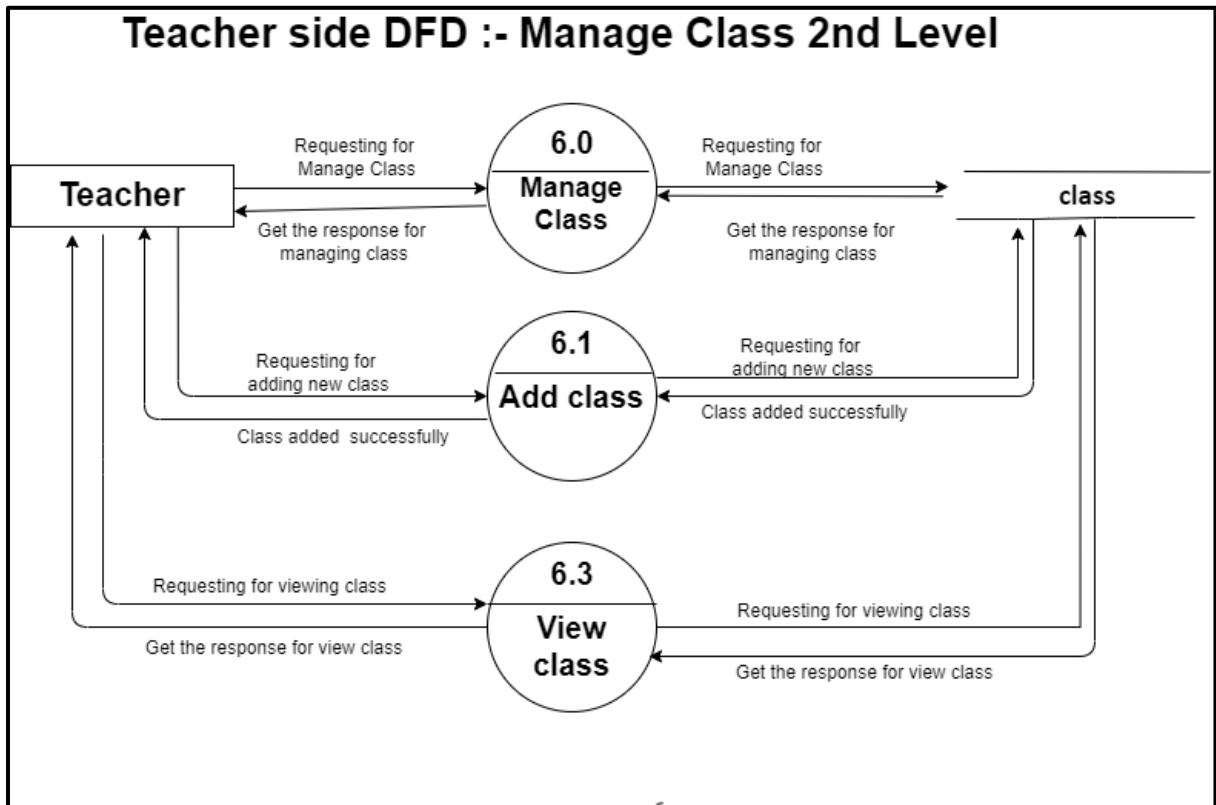 Teacher side DFD :- Manage Class 2nd Level
6.0
Manage
Class
Requesting for
Manage Class
Requesting for
Manage Class
Teacher
class
Get the response for
managing class
Get the response for
managing class
6.1
Add class
Requesting for
adding new class
Requesting for
adding new class
Class added  successfully
Class added successfully
6.3
View
class
Requesting for viewing class
Requesting for viewing class
Get the response for view class
Get the response for view class